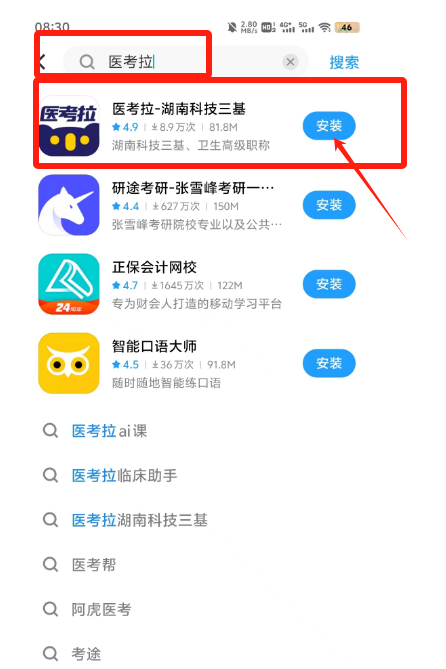 08:30
2.80 MB/s HD 1 2 4G+ 5G 46
医考拉
搜索
医考拉
医考拉-湖南科技三基
4.9 8.9万次 81.8M
湖南科技三基、卫生高级职称
安装
研途考研-张雪峰考研一···
4.4 627万次 150M
张雪峰考研院校专业以及公共···
安装
24周年
正保会计网校
4.7 1645万次 122M
专为财会人打造的移动学习平台
安装
智能口语大师
4.5 36万次 91.8M
随时随地智能练口语
安装
医考拉ai课
医考拉临床助手
医考拉湖南科技三基
医考帮
阿虎医考
考途